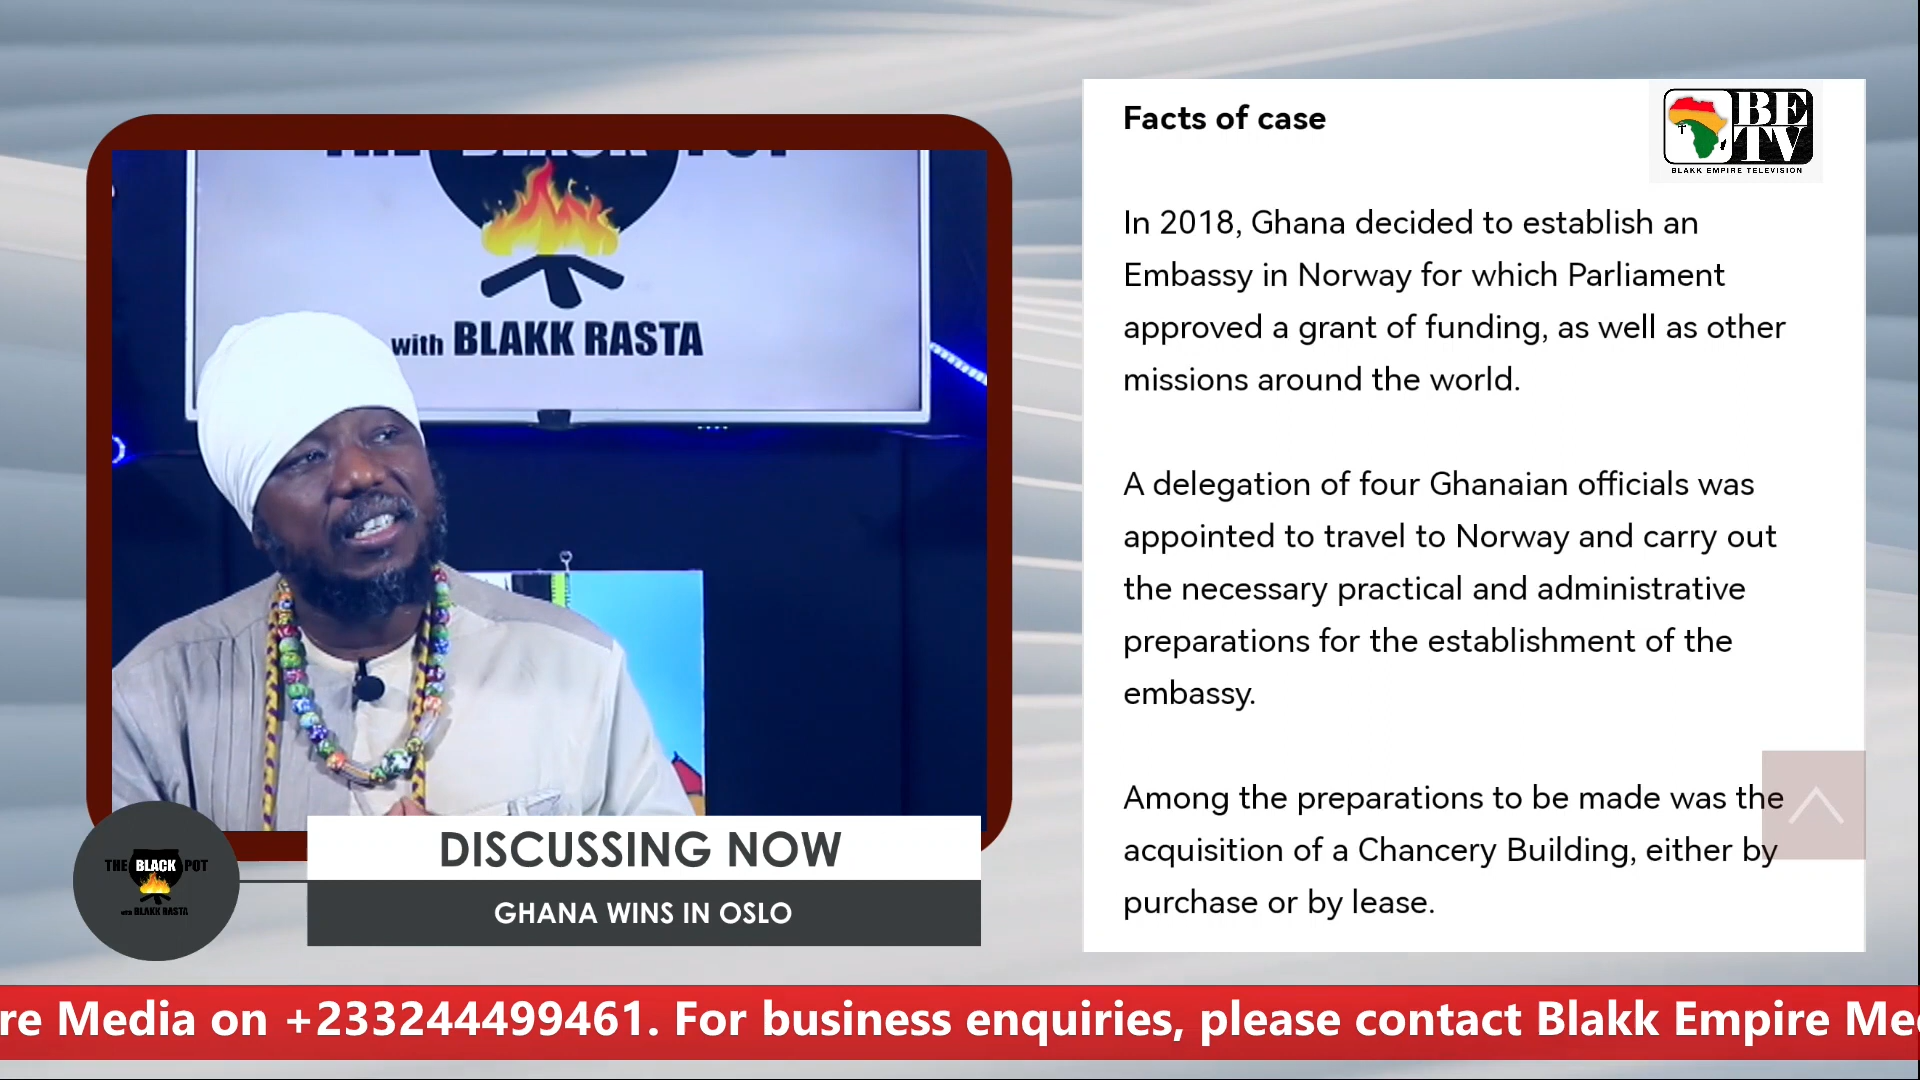 THE BLACK POT
with BLAKK RASTA
Facts of case
BE
TV
BLAKK EMPIRE TELEVISION
In 2018, Ghana decided to establish an
Embassy in Norway for which Parliament
approved a grant of funding, as well as other
missions around the world.
A delegation of four Ghanaian officials was
appointed to travel to Norway and carry out
the necessary practical and administrative
preparations for the establishment of the
embassy.
Among the preparations to be made was the
acquisition of a Chancery Building, either by
purchase or by lease.
THE BLACK POT
with BLAKK RASTA
DISCUSSING NOW
GHANA WINS IN OSLO
re Media on +233244499461. For business enquiries, please contact Blakk Empire Me